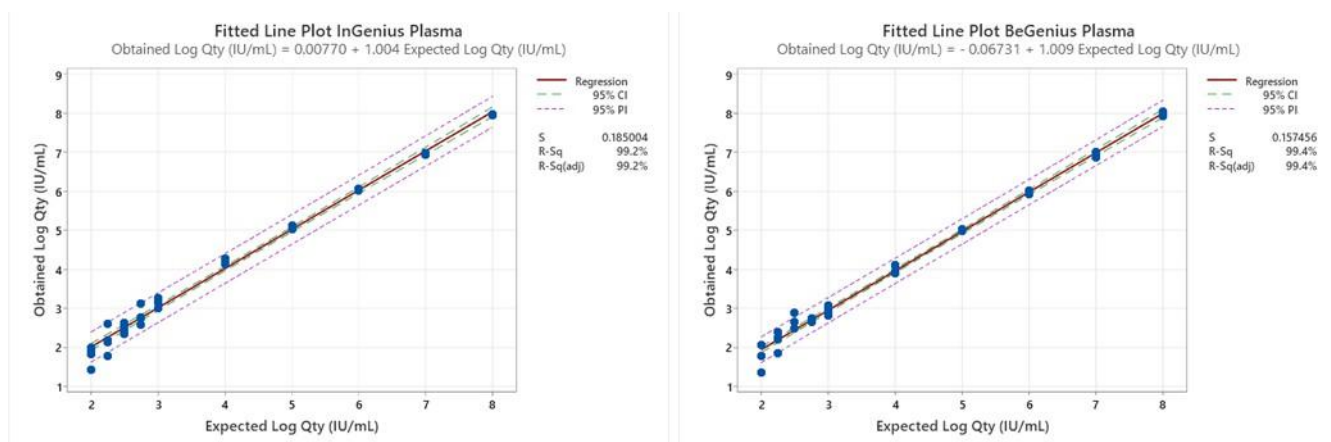 Fitted Line Plot InGenius Plasma
Obtained Log Qty (IU/mL) = 0.00770 + 1.004 Expected Log Qty (IU/mL)
Obtained Log Qty (IU/mL)
9
8
7
6
5
4
3
2
1
2 3 4 5 6 7 8
Expected Log Qty (IU/mL)
Regression
95% CI
95% PI
S 0.185004
R-Sq 99.2%
R-Sq(adj) 99.2%
Fitted Line Plot BeGenius Plasma
Obtained Log Qty (IU/mL) = - 0.06731 + 1.009 Expected Log Qty (IU/mL)
Obtained Log Qty (IU/mL)
9
8
7
6
5
4
3
2
1
2 3 4 5 6 7 8
Expected Log Qty (IU/mL)
Regression
95% CI
95% PI
S 0.157456
R-Sq 99.4%
R-Sq(adj) 99.4%